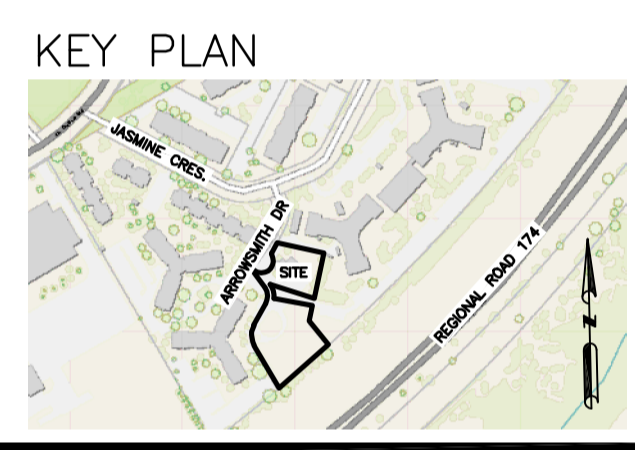 KEY PLAN
JASMINE CRES.
ARROWSMITH DR
SITE
REGIONAL ROAD 174
N